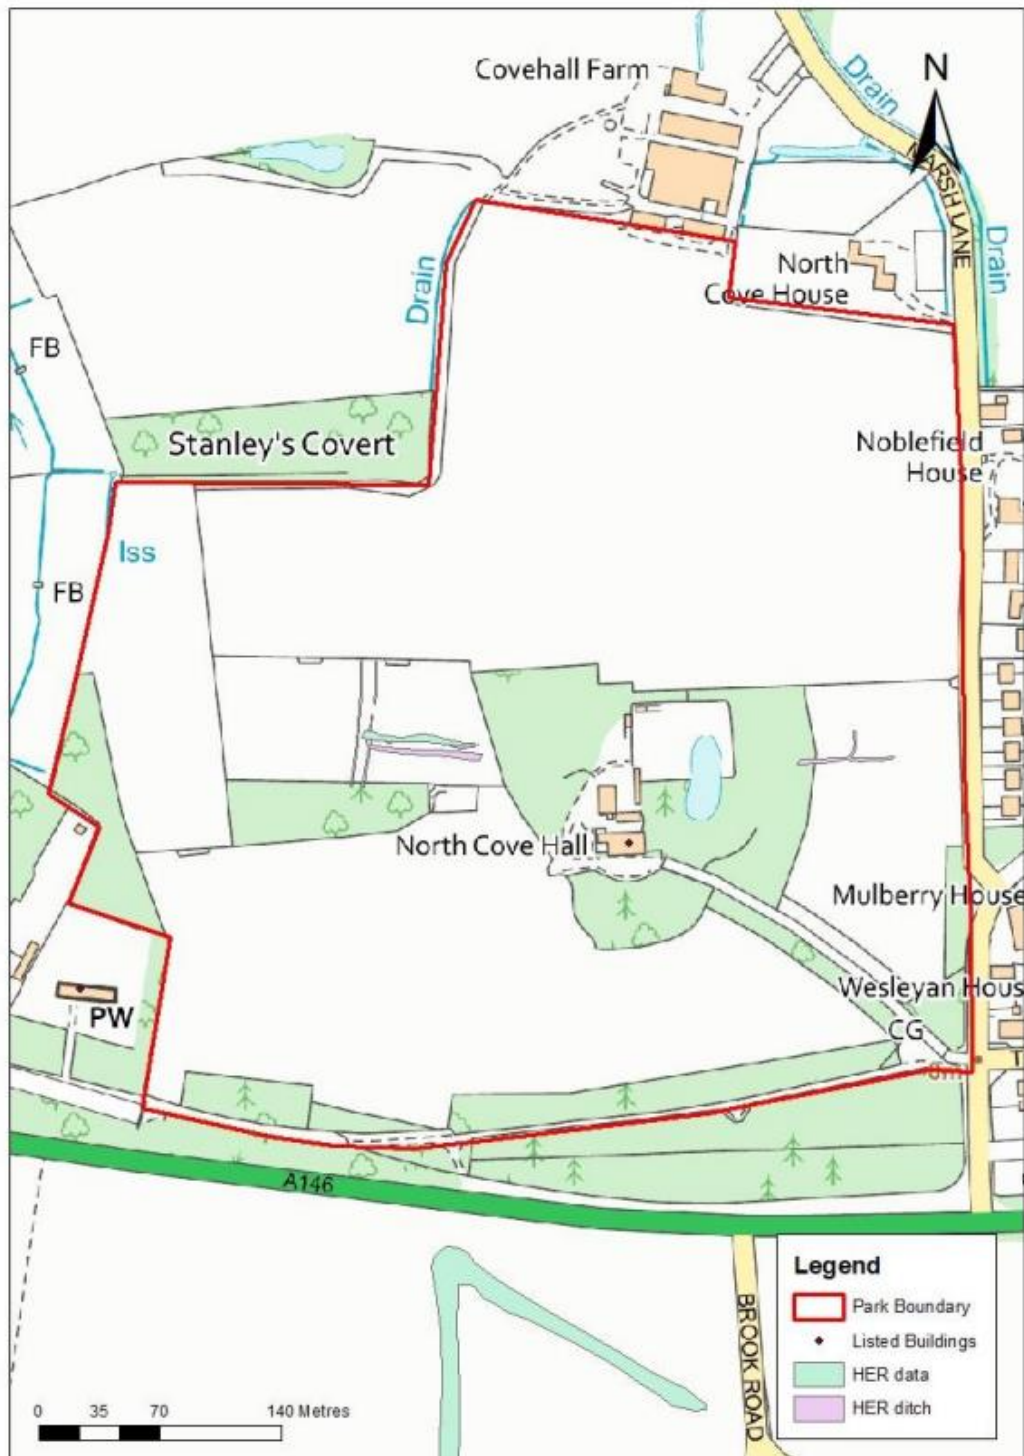 Covehall Farm
Drain
N
MARSH LANE
Drain
North
Cove House
Drain
FB
Stanley's Covert
Noblefield
House
Iss
FB
North Cove Hall
Mulberry House
Wesleyan Hous
PW
CG
8m
T
A146
BROOK ROAD
Legend
Park Boundary
Listed Buildings
HER data
HER ditch
0 35 70 140 Metres